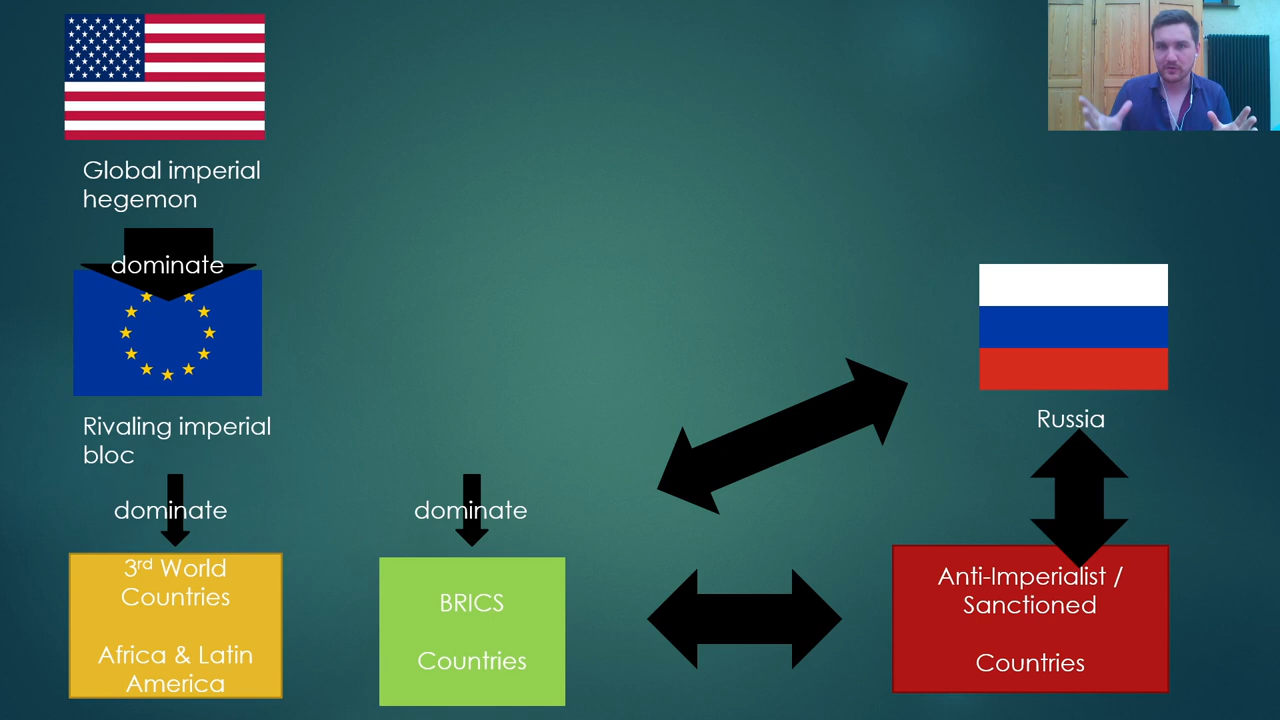 Global imperial
hegemon
dominate
Rivaling imperial
bloc
dominate
3rd World
Countries
Africa & Latin
America
dominate
BRICS
Countries
Russia
Anti-Imperialist /
Sanctioned
Countries